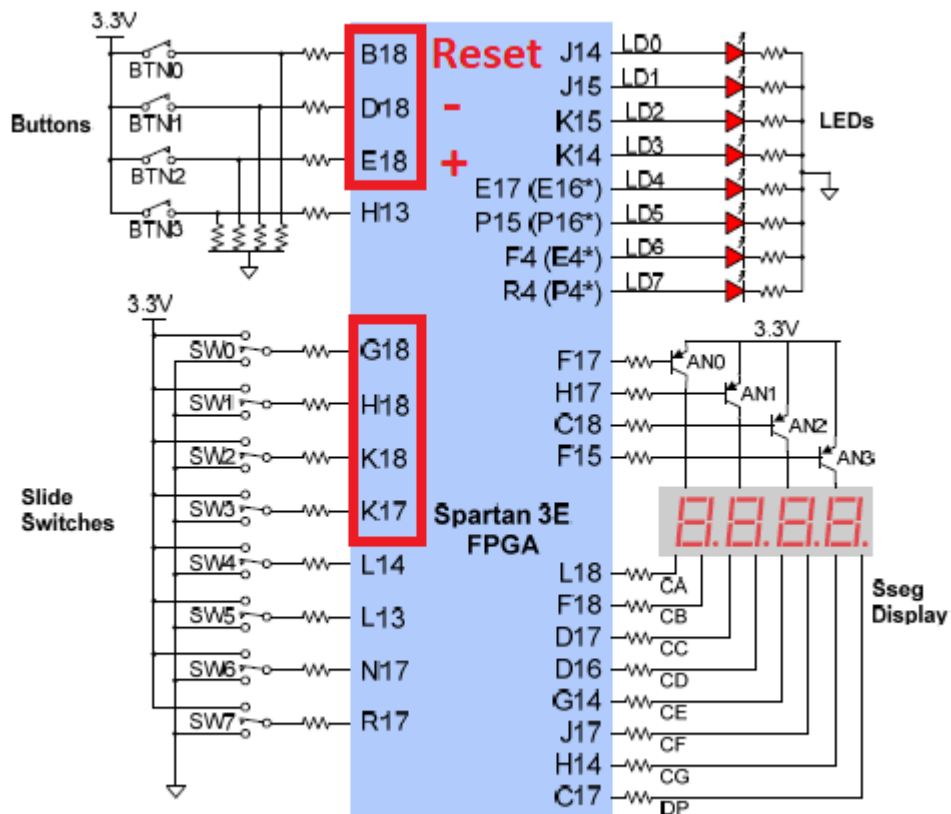 3.3V
BTN0
BTN1
BTN2
BTN3
Buttons
B18
D18
E18
H13
Reset
-
+
J14 LD0
J15 LD1
K15 LD2
K14 LD3
E17 (E16*) LD4
P15 (P16*) LD5
F4 (E4*) LD6
R4 (P4*) LD7
LEDs
3.3V
SW0 G18
SW1 H18
SW2 K18
SW3 K17
SW4 L14
SW5 L13
SW6 N17
SW7 R17
Slide
Switches
Spartan 3E
FPGA
3.3V
F17 AN0
H17 AN1
C18 AN2
F15 AN3
8.8.8.8.
L18 CA
F18 CB
D17 CC
D16 CD
G14 CE
J17 CF
H14 CG
C17 DP
Sseg
Display